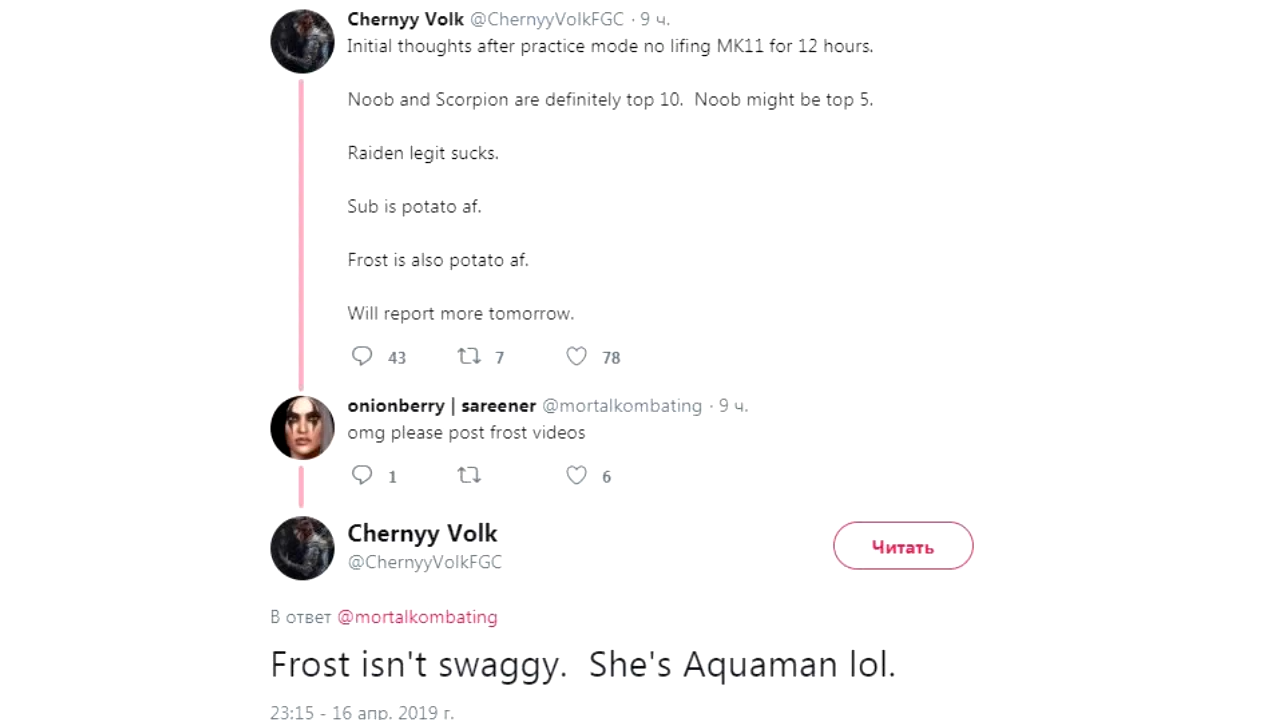 Chernyy Volk @ChernyyVolkFGC · 9 ч.
Initial thoughts after practice mode no lifing MK11 for 12 hours.
Noob and Scorpion are definitely top 10.  Noob might be top 5.
Raiden legit sucks.
Sub is potato af.
Frost is also potato af.
Will report more tomorrow.
43 7 78
onionberry | sareener @mortalkombating · 9 ч.
omg please post frost videos
1 6
Chernyy Volk
@ChernyyVolkFGC
Читать
В ответ @mortalkombating
Frost isn't swaggy.  She's Aquaman lol.
23:15 - 16 апр. 2019 г.